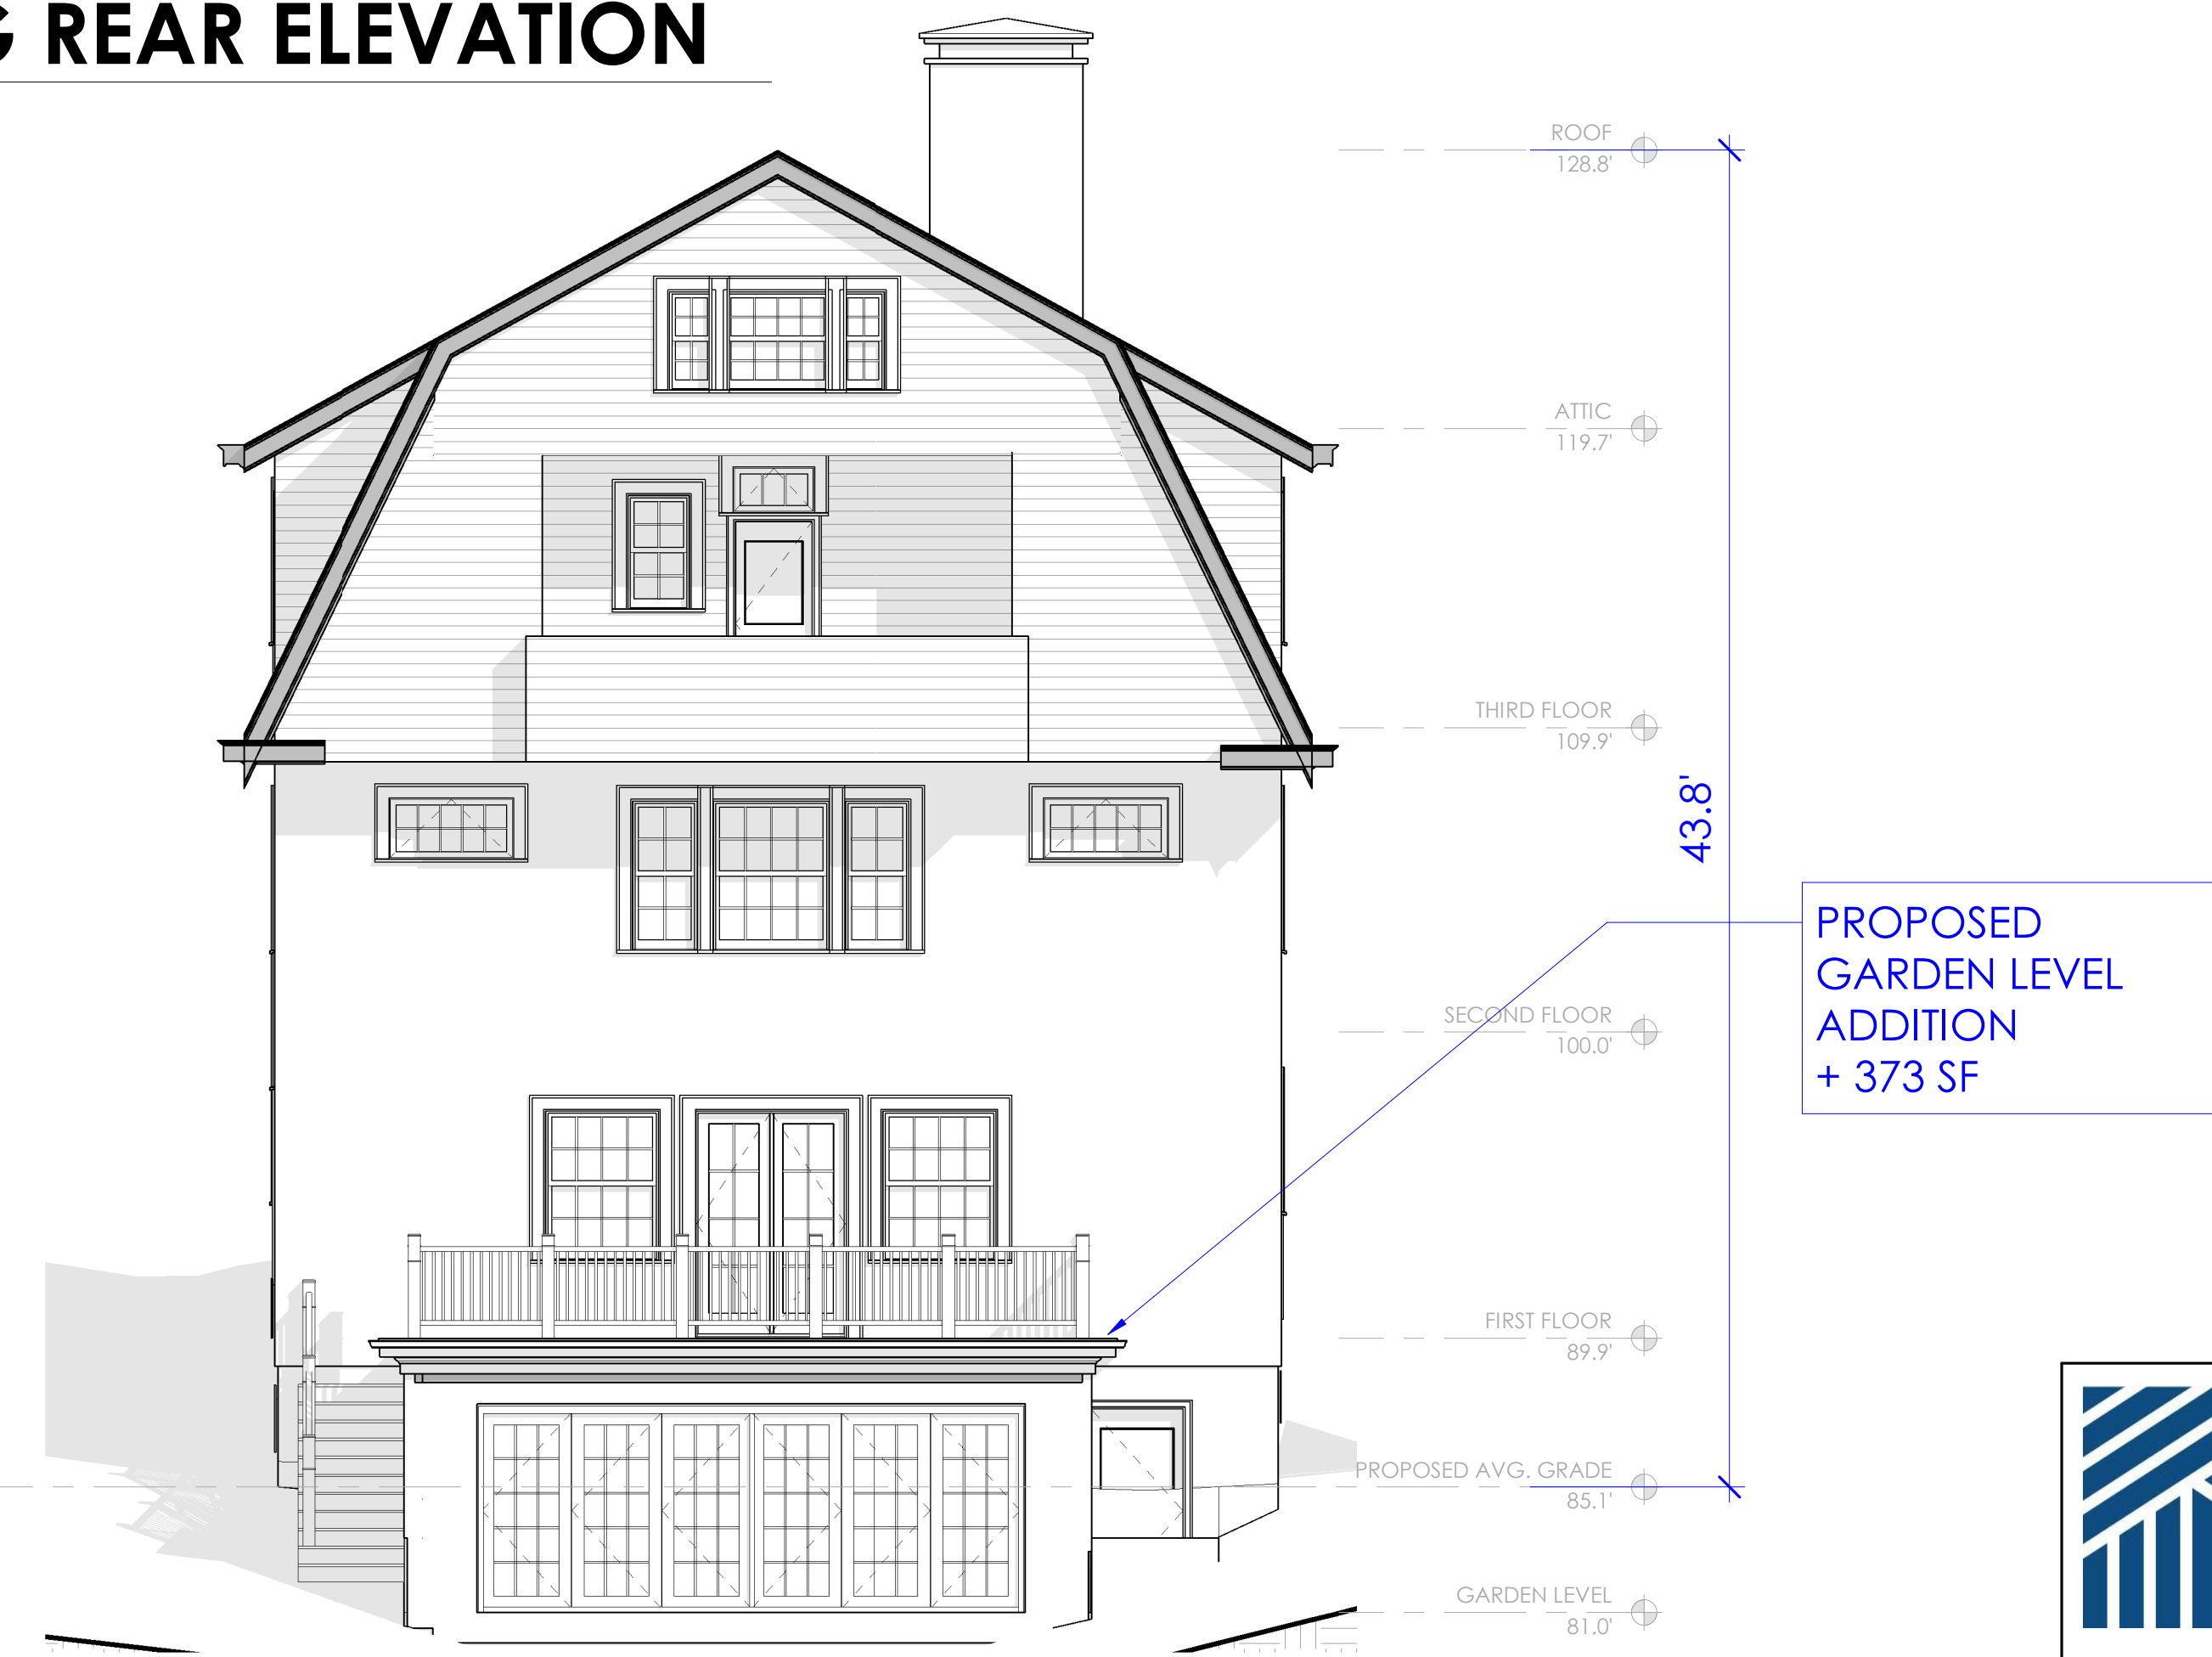 G REAR ELEVATION
ROOF
128.8'
ATTIC
119.7'
THIRD FLOOR
109.9'
43.8'
PROPOSED
GARDEN LEVEL
ADDITION
+ 373 SF
SECOND FLOOR
100.0'
FIRST FLOOR
89.9'
PROPOSED AVG. GRADE
85.1'
GARDEN LEVEL
81.0'